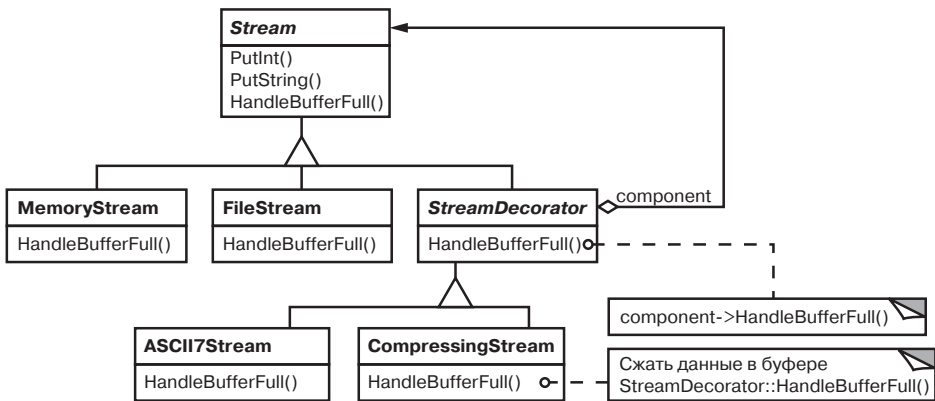 Stream
PutInt()
PutString()
HandleBufferFull()
MemoryStream
HandleBufferFull()
FileStream
HandleBufferFull()
StreamDecorator
HandleBufferFull()
component
component->HandleBufferFull()
ASCII7Stream
HandleBufferFull()
CompressingStream
HandleBufferFull()
Сжать данные в буфере
StreamDecorator::HandleBufferFull()